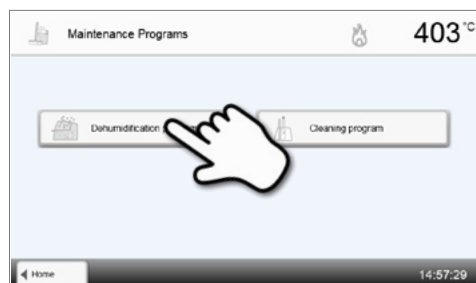 Maintenance Programs
403 °C
Dehumidification
Cleaning program
Home
14:57:29